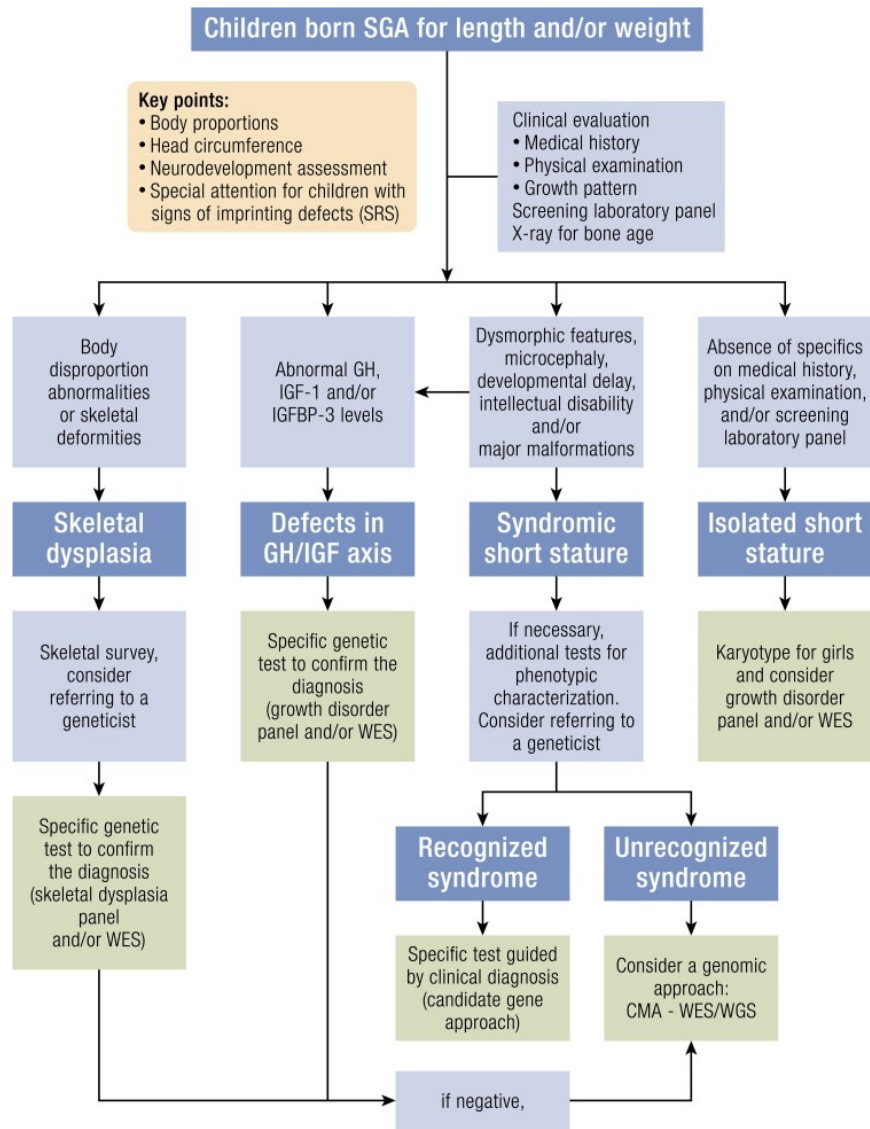 Children born SGA for length and/or weight
Key points:
• Body proportions
• Head circumference
• Neurodevelopment assessment
• Special attention for children with
signs of imprinting defects (SRS)
Clinical evaluation
• Medical history
• Physical examination
• Growth pattern
Screening laboratory panel
X-ray for bone age
Body
disproportion
abnormalities
or skeletal
deformities
Abnormal GH,
IGF-1 and/or
IGFBP-3 levels
Dysmorphic features,
microcephaly,
developmental delay,
intellectual disability
and/or
major malformations
Absence of specifics
on medical history,
physical examination,
and/or screening
laboratory panel
Skeletal
dysplasia
Defects in
GH/IGF axis
Syndromic
short stature
Isolated short
stature
Skeletal survey,
consider
referring to a
geneticist
Specific genetic
test to confirm the
diagnosis
(growth disorder
panel and/or WES)
If necessary,
additional tests for
phenotypic
characterization.
Consider referring to
a geneticist
Karyotype for girls
and consider
growth disorder
panel and/or WES
Specific genetic
test to confirm
the diagnosis
(skeletal dysplasia
panel
and/or WES)
Recognized
syndrome
Unrecognized
syndrome
Specific test guided
by clinical diagnosis
(candidate gene
approach)
Consider a genomic
approach:
CMA - WES/WGS
if negative,